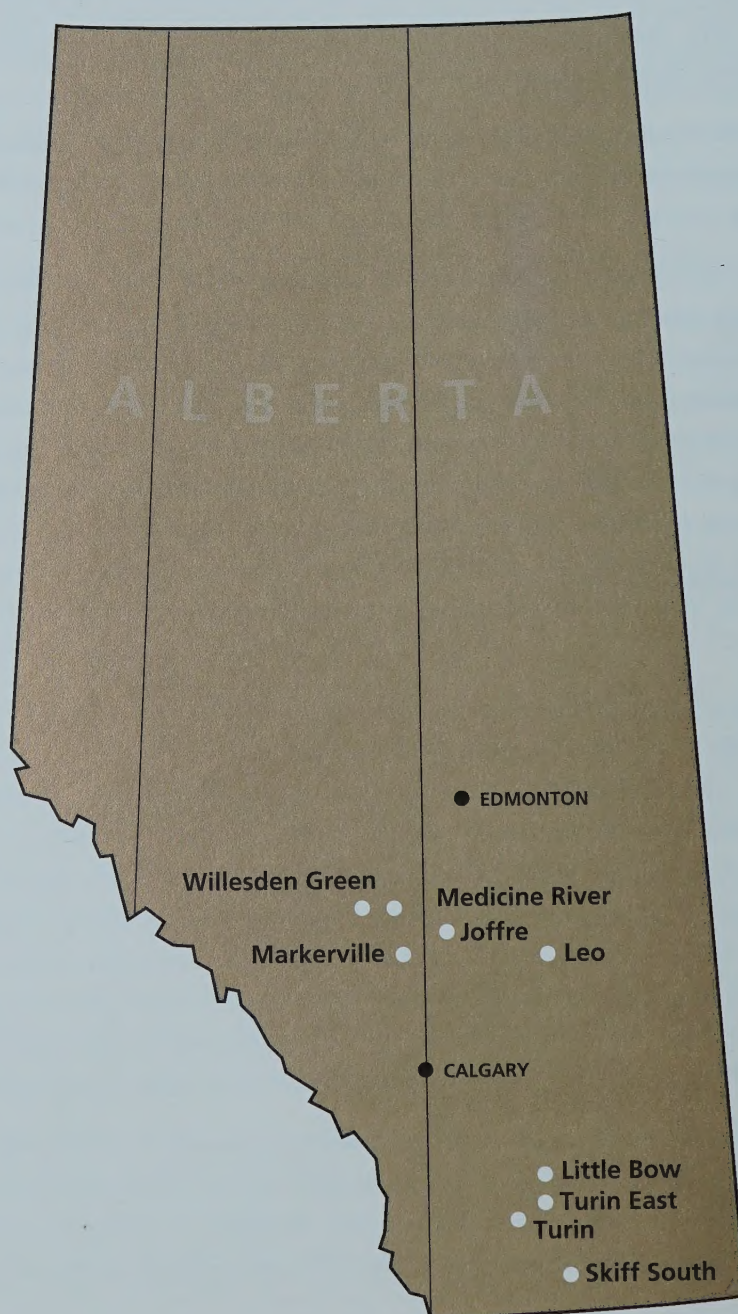 ALBERTA
EDMONTON
Willesden Green
Medicine River
Joffre
Markerville
Leo
CALGARY
Little Bow
Turin East
Turin
Skiff South